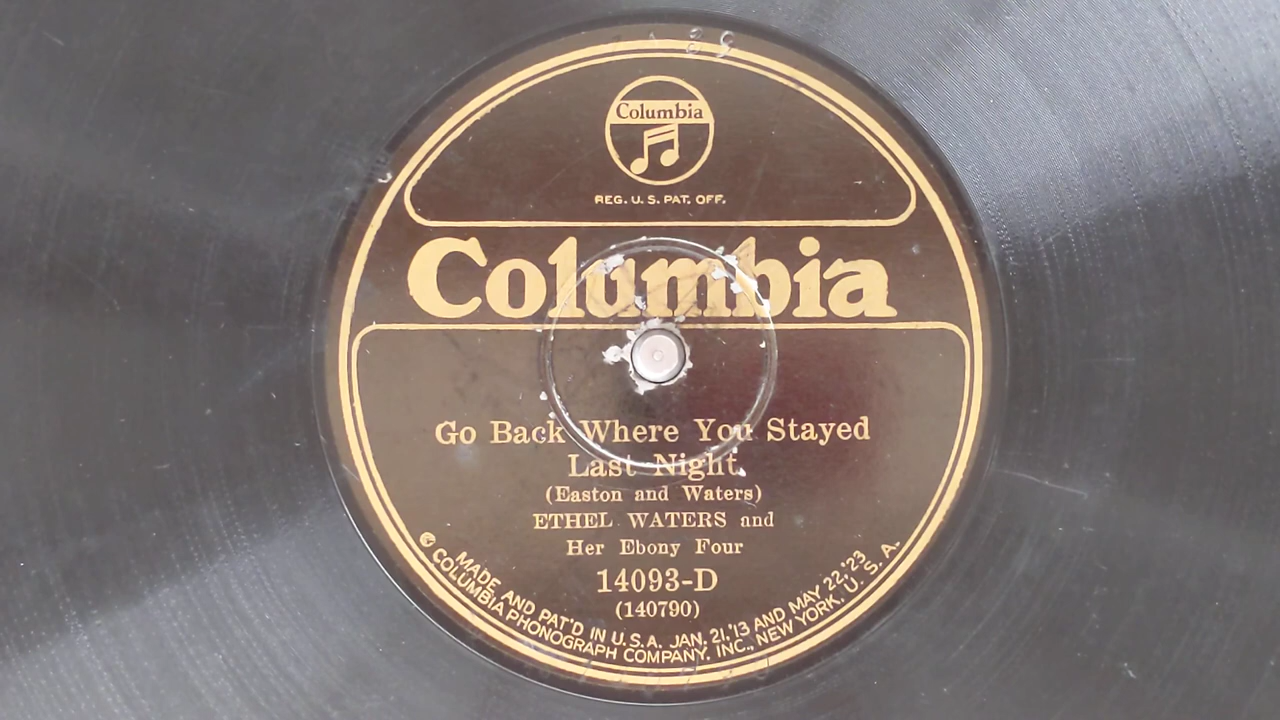 Columbia
REG. U. S. PAT. OFF.
Columbia
Go Back Where You Stayed
Last Night
(Easton and Waters)
ETHEL WATERS and
Her Ebony Four
14093-D
(140790)
MADE AND PAT'D IN U.S.A. JAN. 21,'13 AND MAY 22,'23
COLUMBIA PHONOGRAPH COMPANY, INC., NEW YORK, U. S. A.